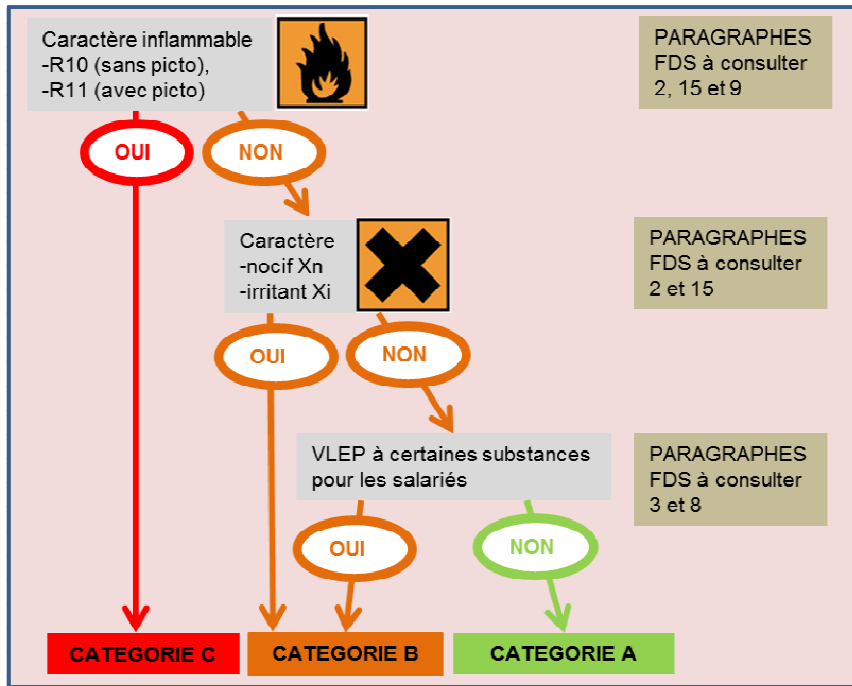 Caractère inflammable
-R10 (sans picto),
-R11 (avec picto)
PARAGRAPHES
FDS à consulter
2, 15 et 9
OUI
NON
Caractère
-nocif Xn
-irritant Xi
PARAGRAPHES
FDS à consulter
2 et 15
OUI
NON
VLEP à certaines substances
pour les salariés
PARAGRAPHES
FDS à consulter
3 et 8
OUI
NON
CATEGORIE C
CATEGORIE B
CATEGORIE A